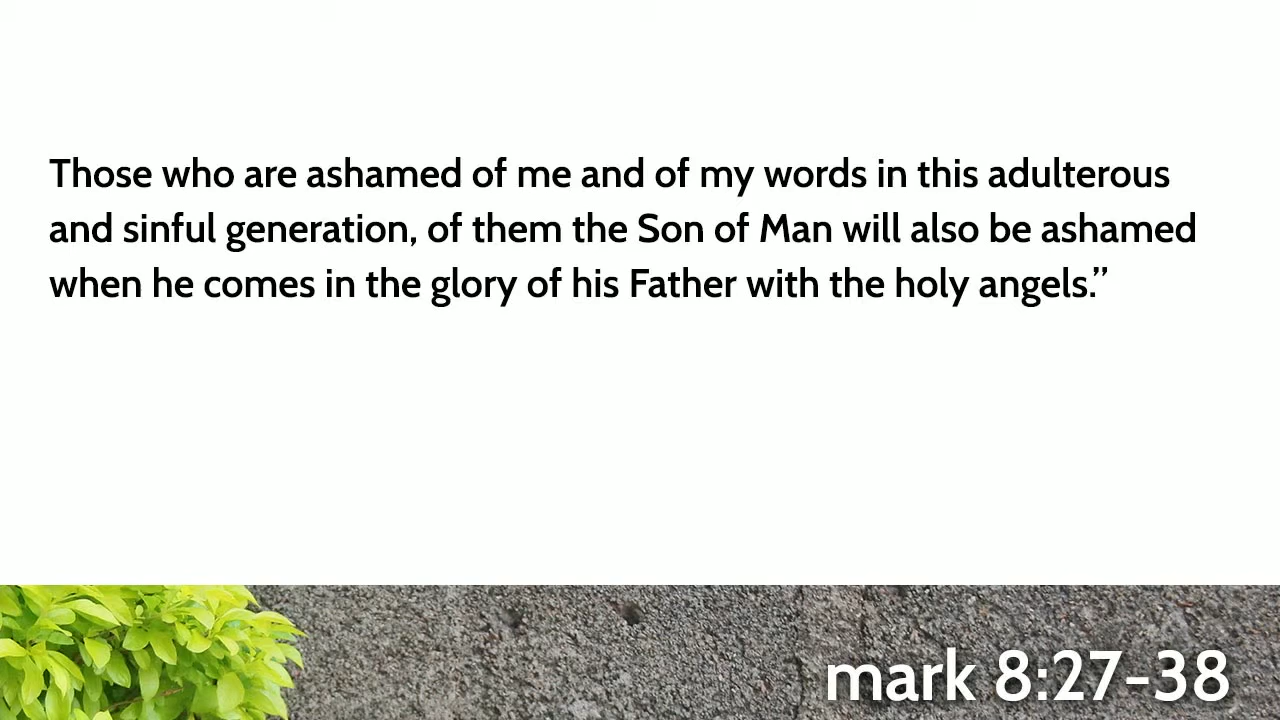 Those who are ashamed of me and of my words in this adulterous
and sinful generation, of them the Son of Man will also be ashamed
when he comes in the glory of his Father with the holy angels.”
mark 8:27-38